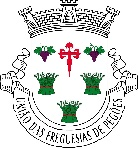 UNIÃO DAS FREGUESIAS DE PEGÕES